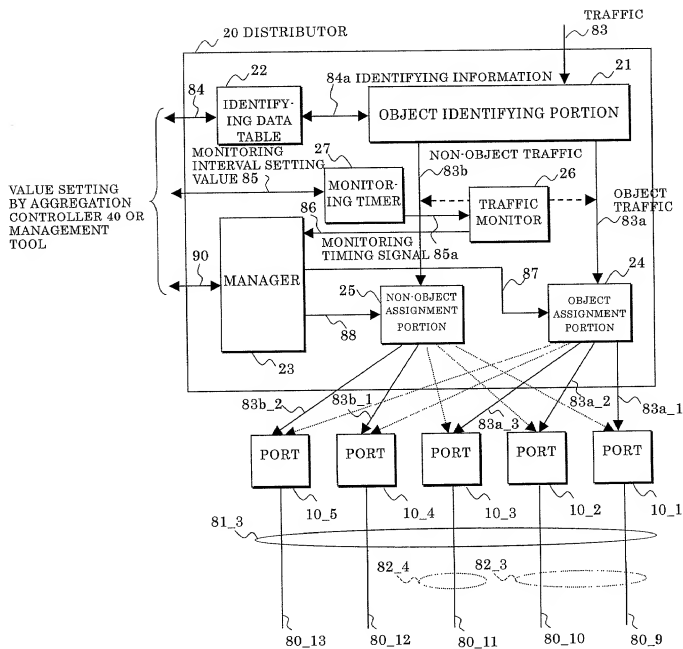 TRAFFIC
83
20 DISTRIBUTOR
22
84a IDENTIFYING INFORMATION
21
84
IDENTIFY-
ING DATA
TABLE
OBJECT IDENTIFYING PORTION
MONITORING
INTERVAL SETTING
VALUE 85
27
NON-OBJECT TRAFFIC
83b
26
MONITOR-
ING TIMER
TRAFFIC
MONITOR
OBJECT
TRAFFIC
83a
VALUE SETTING
BY AGGREGATION
CONTROLLER 40 OR
MANAGEMENT
TOOL
86
MONITORING
TIMING SIGNAL 85a
90
MANAGER
87
24
25
NON-OBJECT
ASSIGNMENT
PORTION
OBJECT
ASSIGNMENT
PORTION
88
23
83b_2
83b_1
83a_3
83a_2
83a_1
PORT
PORT
PORT
PORT
PORT
10_5
10_4
10_3
10_2
10_1
81_3
82_4
82_3
80_13
80_12
80_11
80_10
80_9